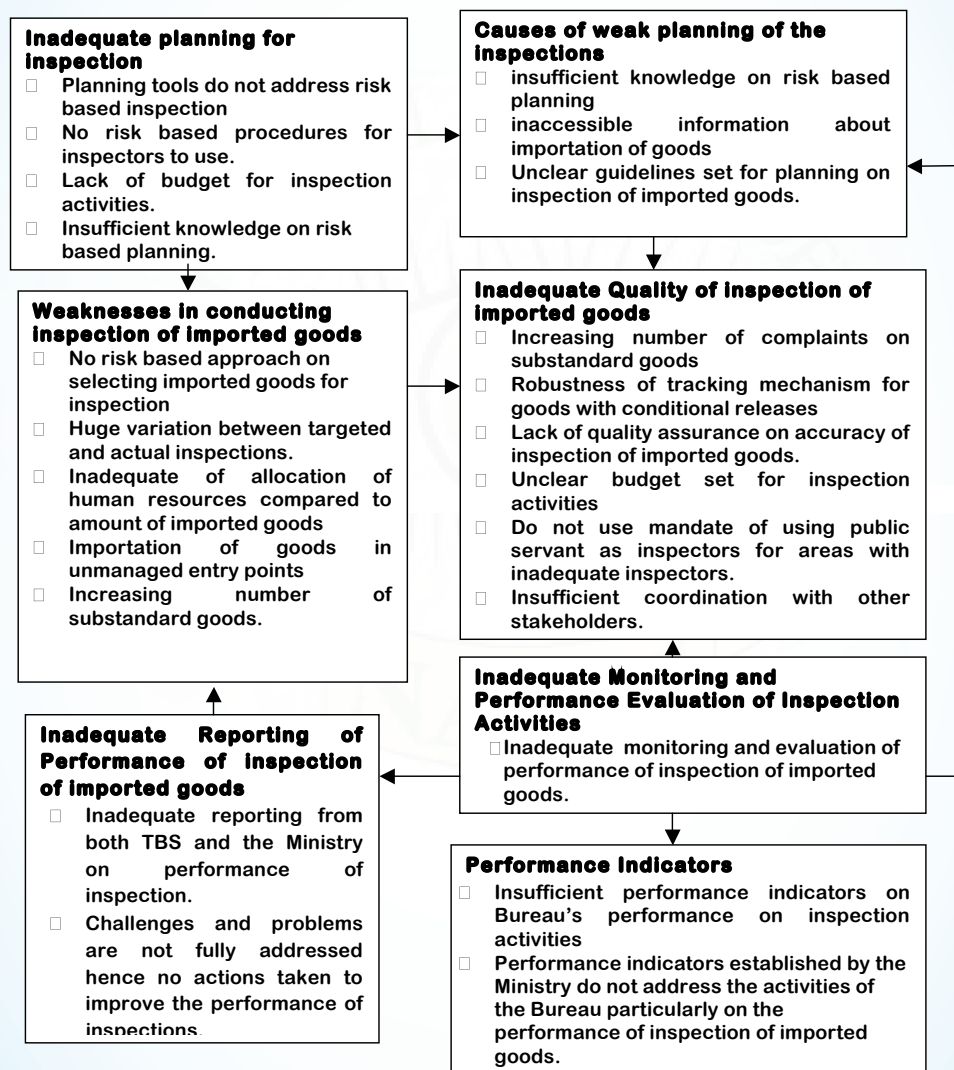 Inadequate planning for
inspection
Planning tools do not address risk
based inspection
No risk based procedures for
inspectors to use.
Lack of budget for inspection
activities.
Insufficient knowledge on risk
based planning.
Causes of weak planning of the
inspections
insufficient knowledge on risk based
planning
inaccessible information about
importation of goods
Unclear guidelines set for planning on
inspection of imported goods.
Weaknesses in conducting
inspection of imported goods
No risk based approach on
selecting imported goods for
inspection
Huge variation between targeted
and actual inspections.
Inadequate of allocation of
human resources compared to
amount of imported goods
Importation of goods in
unmanaged entry points
Increasing number of
substandard goods.
Inadequate Quality of inspection of
imported goods
Increasing number of complaints on
substandard goods
Robustness of tracking mechanism for
goods with conditional releases
Lack of quality assurance on accuracy of
inspection of imported goods.
Unclear budget set for inspection
activities
Do not use mandate of using public
servant as inspectors for areas with
inadequate inspectors.
Insufficient coordination with other
stakeholders.
Inadequate Reporting of
Performance of inspection
of imported goods
Inadequate reporting from
both TBS and the Ministry
on performance of
inspection.
Challenges and problems
are not fully addressed
hence no actions taken to
improve the performance of
inspections.
Inadequate Monitoring and
Performance Evaluation of Inspection
Activities
Inadequate monitoring and evaluation of
performance of inspection of imported
goods.
Performance Indicators
Insufficient performance indicators on
Bureau's performance on inspection
activities
Performance indicators established by the
Ministry do not address the activities of
the Bureau particularly on the
performance of inspection of imported
goods.